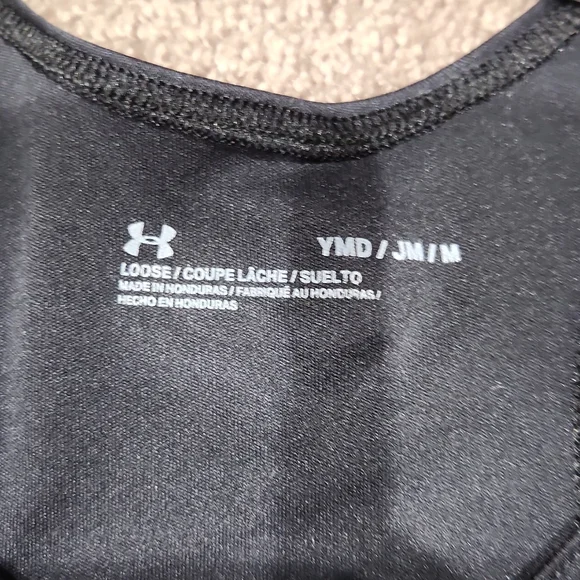 YMD / JM / M
LOOSE / COUPE LÂCHE / SUELTO
MADE IN HONDURAS / FABRIQUÉ AU HONDURAS /
HECHO EN HONDURAS